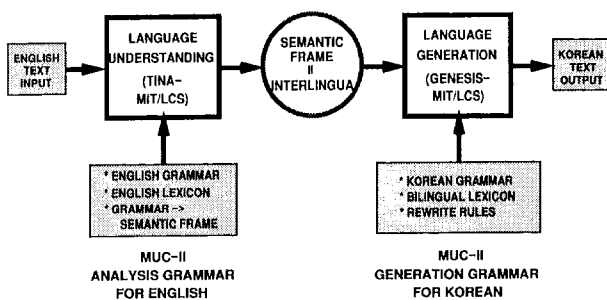 ENGLISH
TEXT
INPUT
LANGUAGE
UNDERSTANDING
(TINA-
MIT/LCS)
SEMANTIC
FRAME
II
INTERLINGUA
LANGUAGE
GENERATION
(GENESIS-
MIT/LCS)
KOREAN
TEXT
OUTPUT
* ENGLISH GRAMMAR
* ENGLISH LEXICON
* GRAMMAR ->
SEMANTIC FRAME
* KOREAN GRAMMAR
* BILINGUAL LEXICON
* REWRITE RULES
MUC-II
ANALYSIS GRAMMAR
FOR ENGLISH
MUC-II
GENERATION GRAMMAR
FOR KOREAN